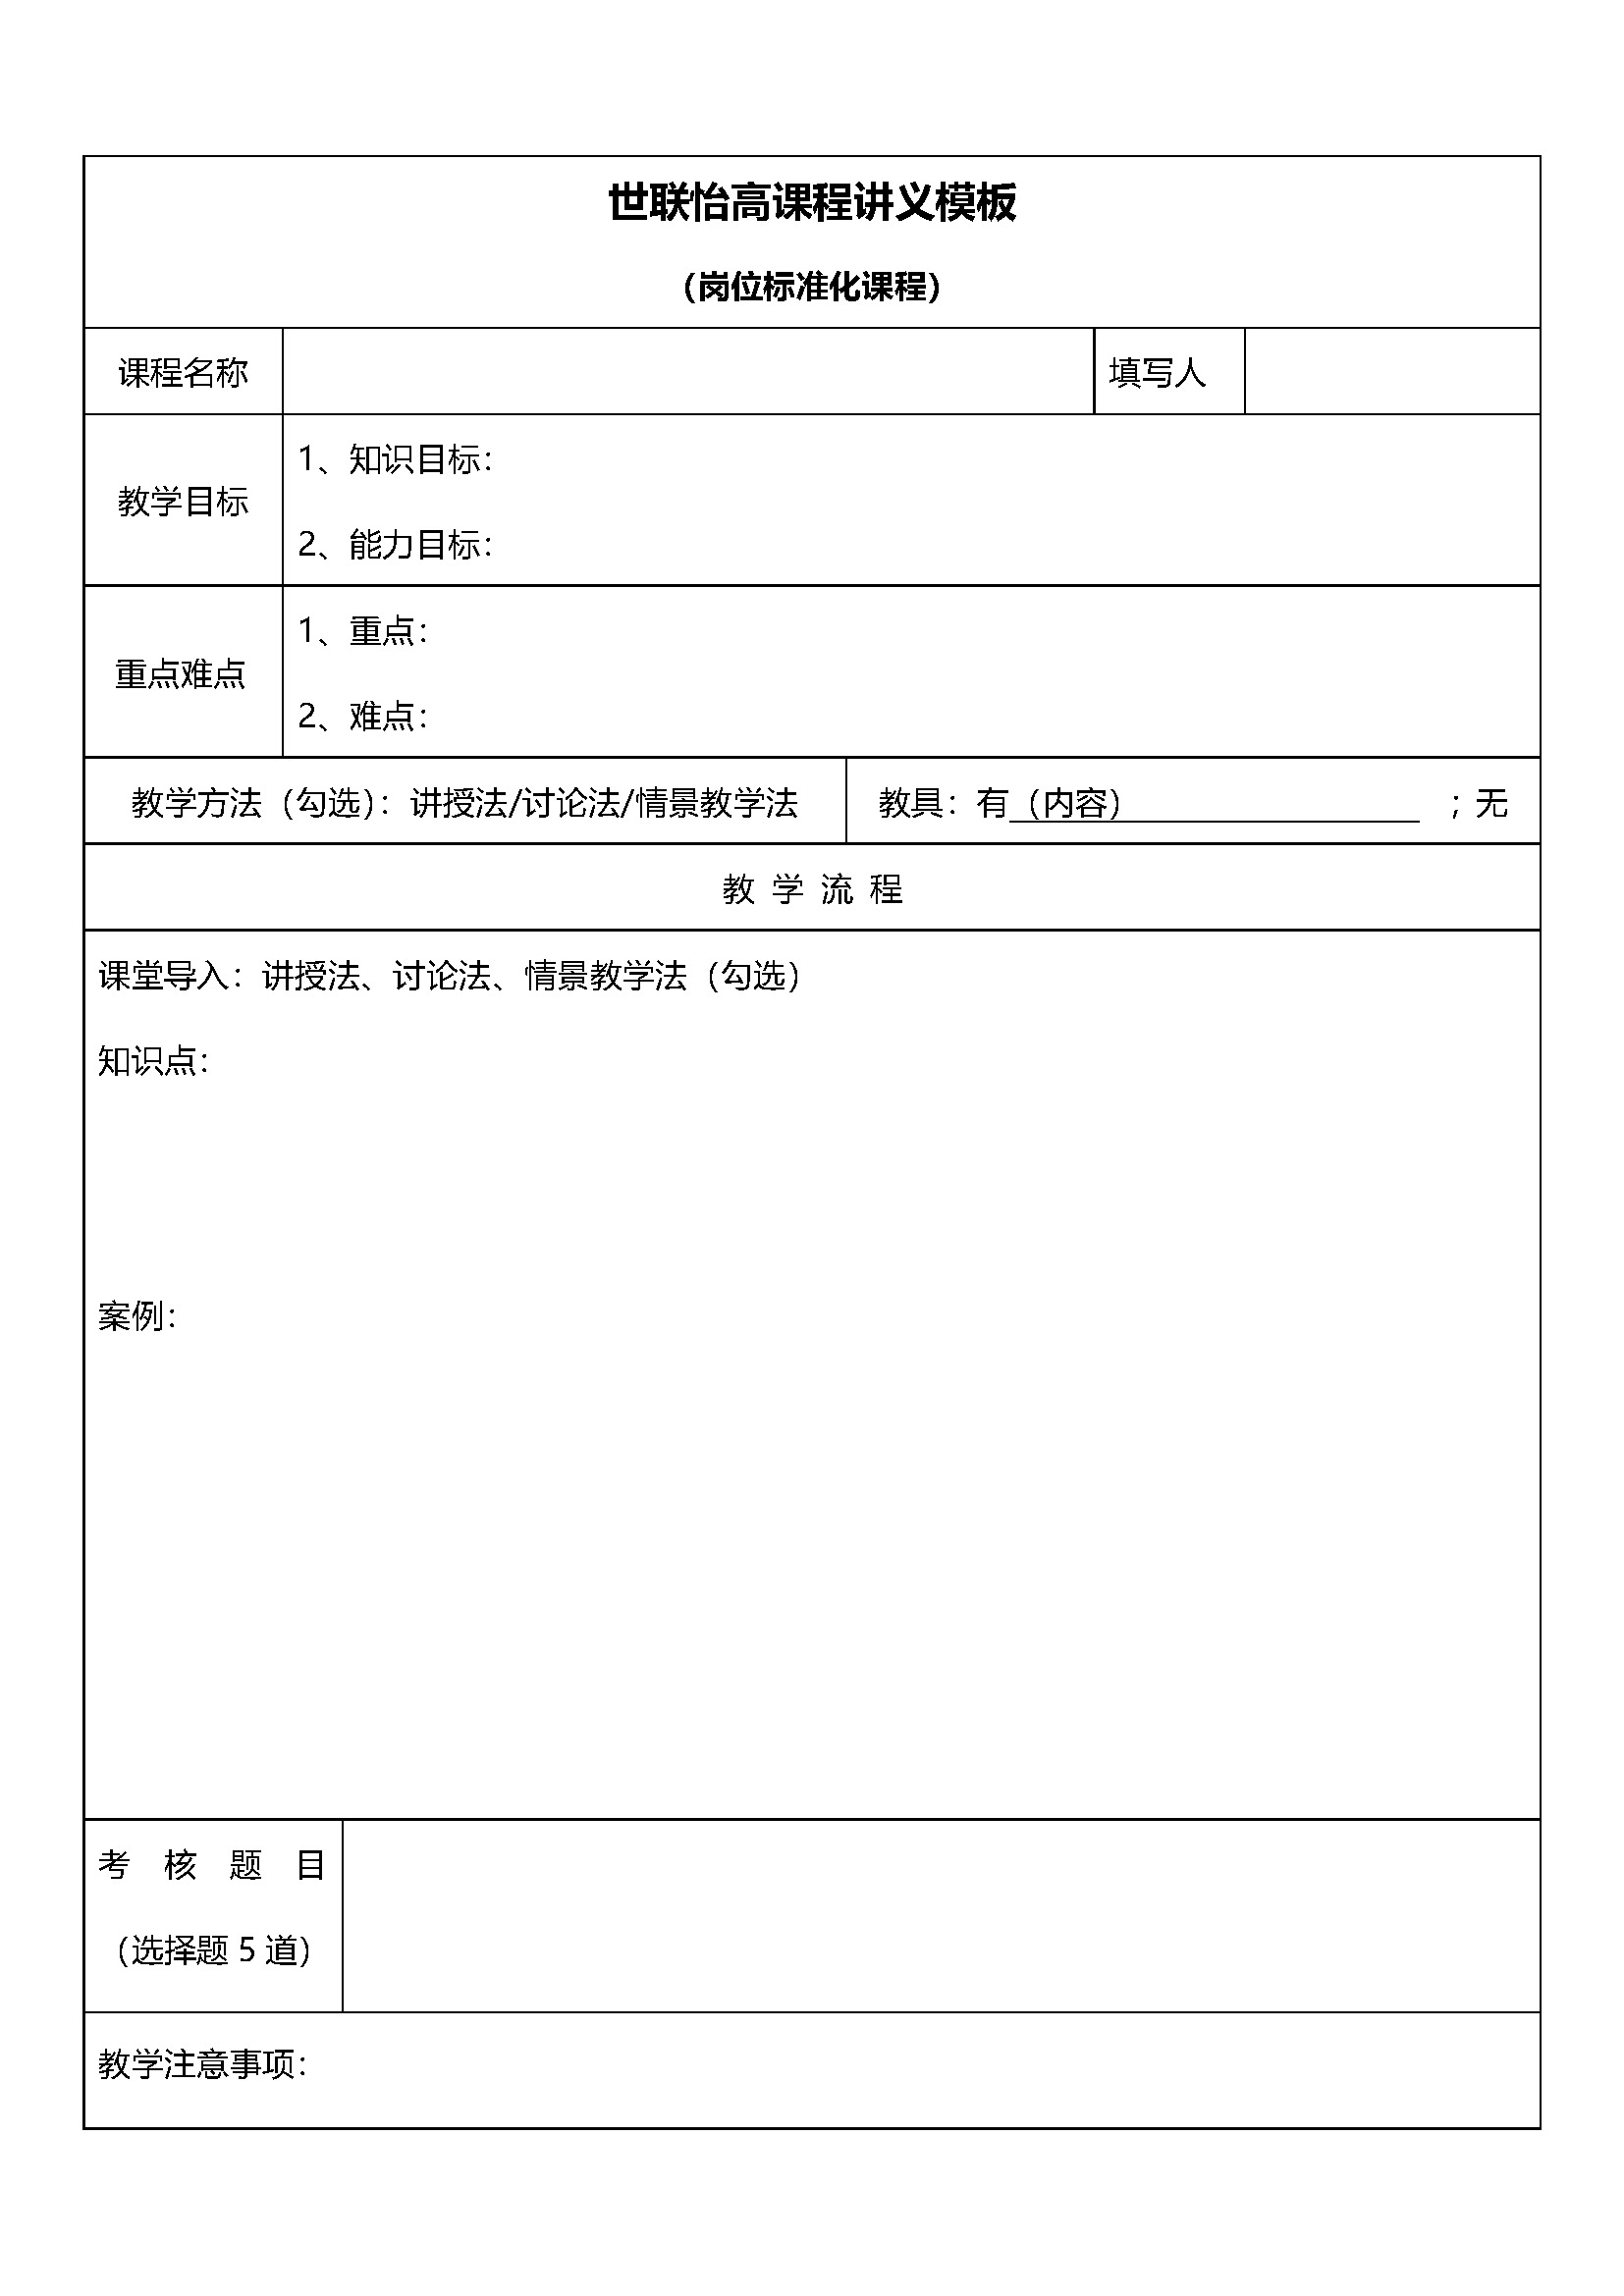 世联怡高课程讲义模板
（岗位标准化课程）
课程名称 填写人
教学目标
1、知识目标：
2、能力目标：
重点难点
1、重点：
2、难点：
教学方法（勾选）：讲授法/讨论法/情景教学法 教具：有（内容） ；无
教 学 流 程
课堂导入：讲授法、讨论法、情景教学法（勾选）
知识点：
案例：
考 核 题 目
（选择题 5 道）
教学注意事项：